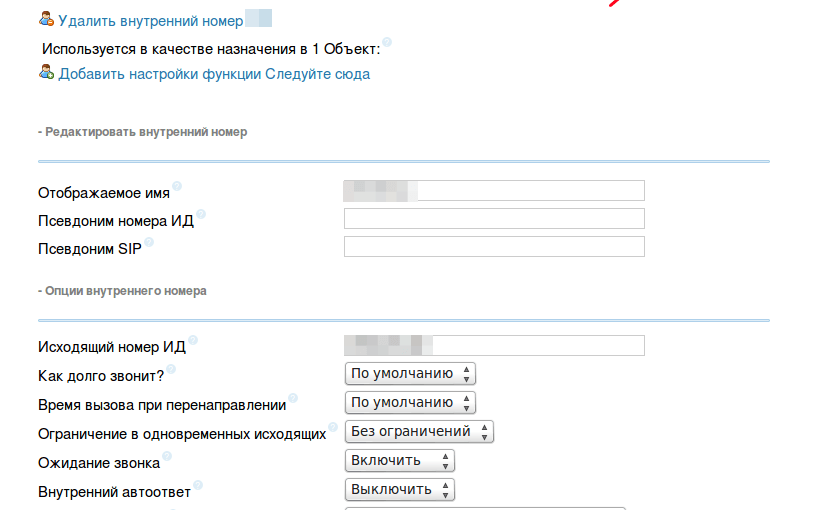 Удалить внутренний номер
Используется в качестве назначения в 1 Объект:
Добавить настройки функции Следуйте сюда
- Редактировать внутренний номер
Отображаемое имя
Псевдоним номера ИД
Псевдоним SIP
- Опции внутреннего номера
Исходящий номер ИД
Как долго звонит? По умолчанию
Время вызова при перенаправлении По умолчанию
Ограничение в одновременных исходящих Без ограничений
Ожидание звонка Включить
Внутренний автоответ Выключить